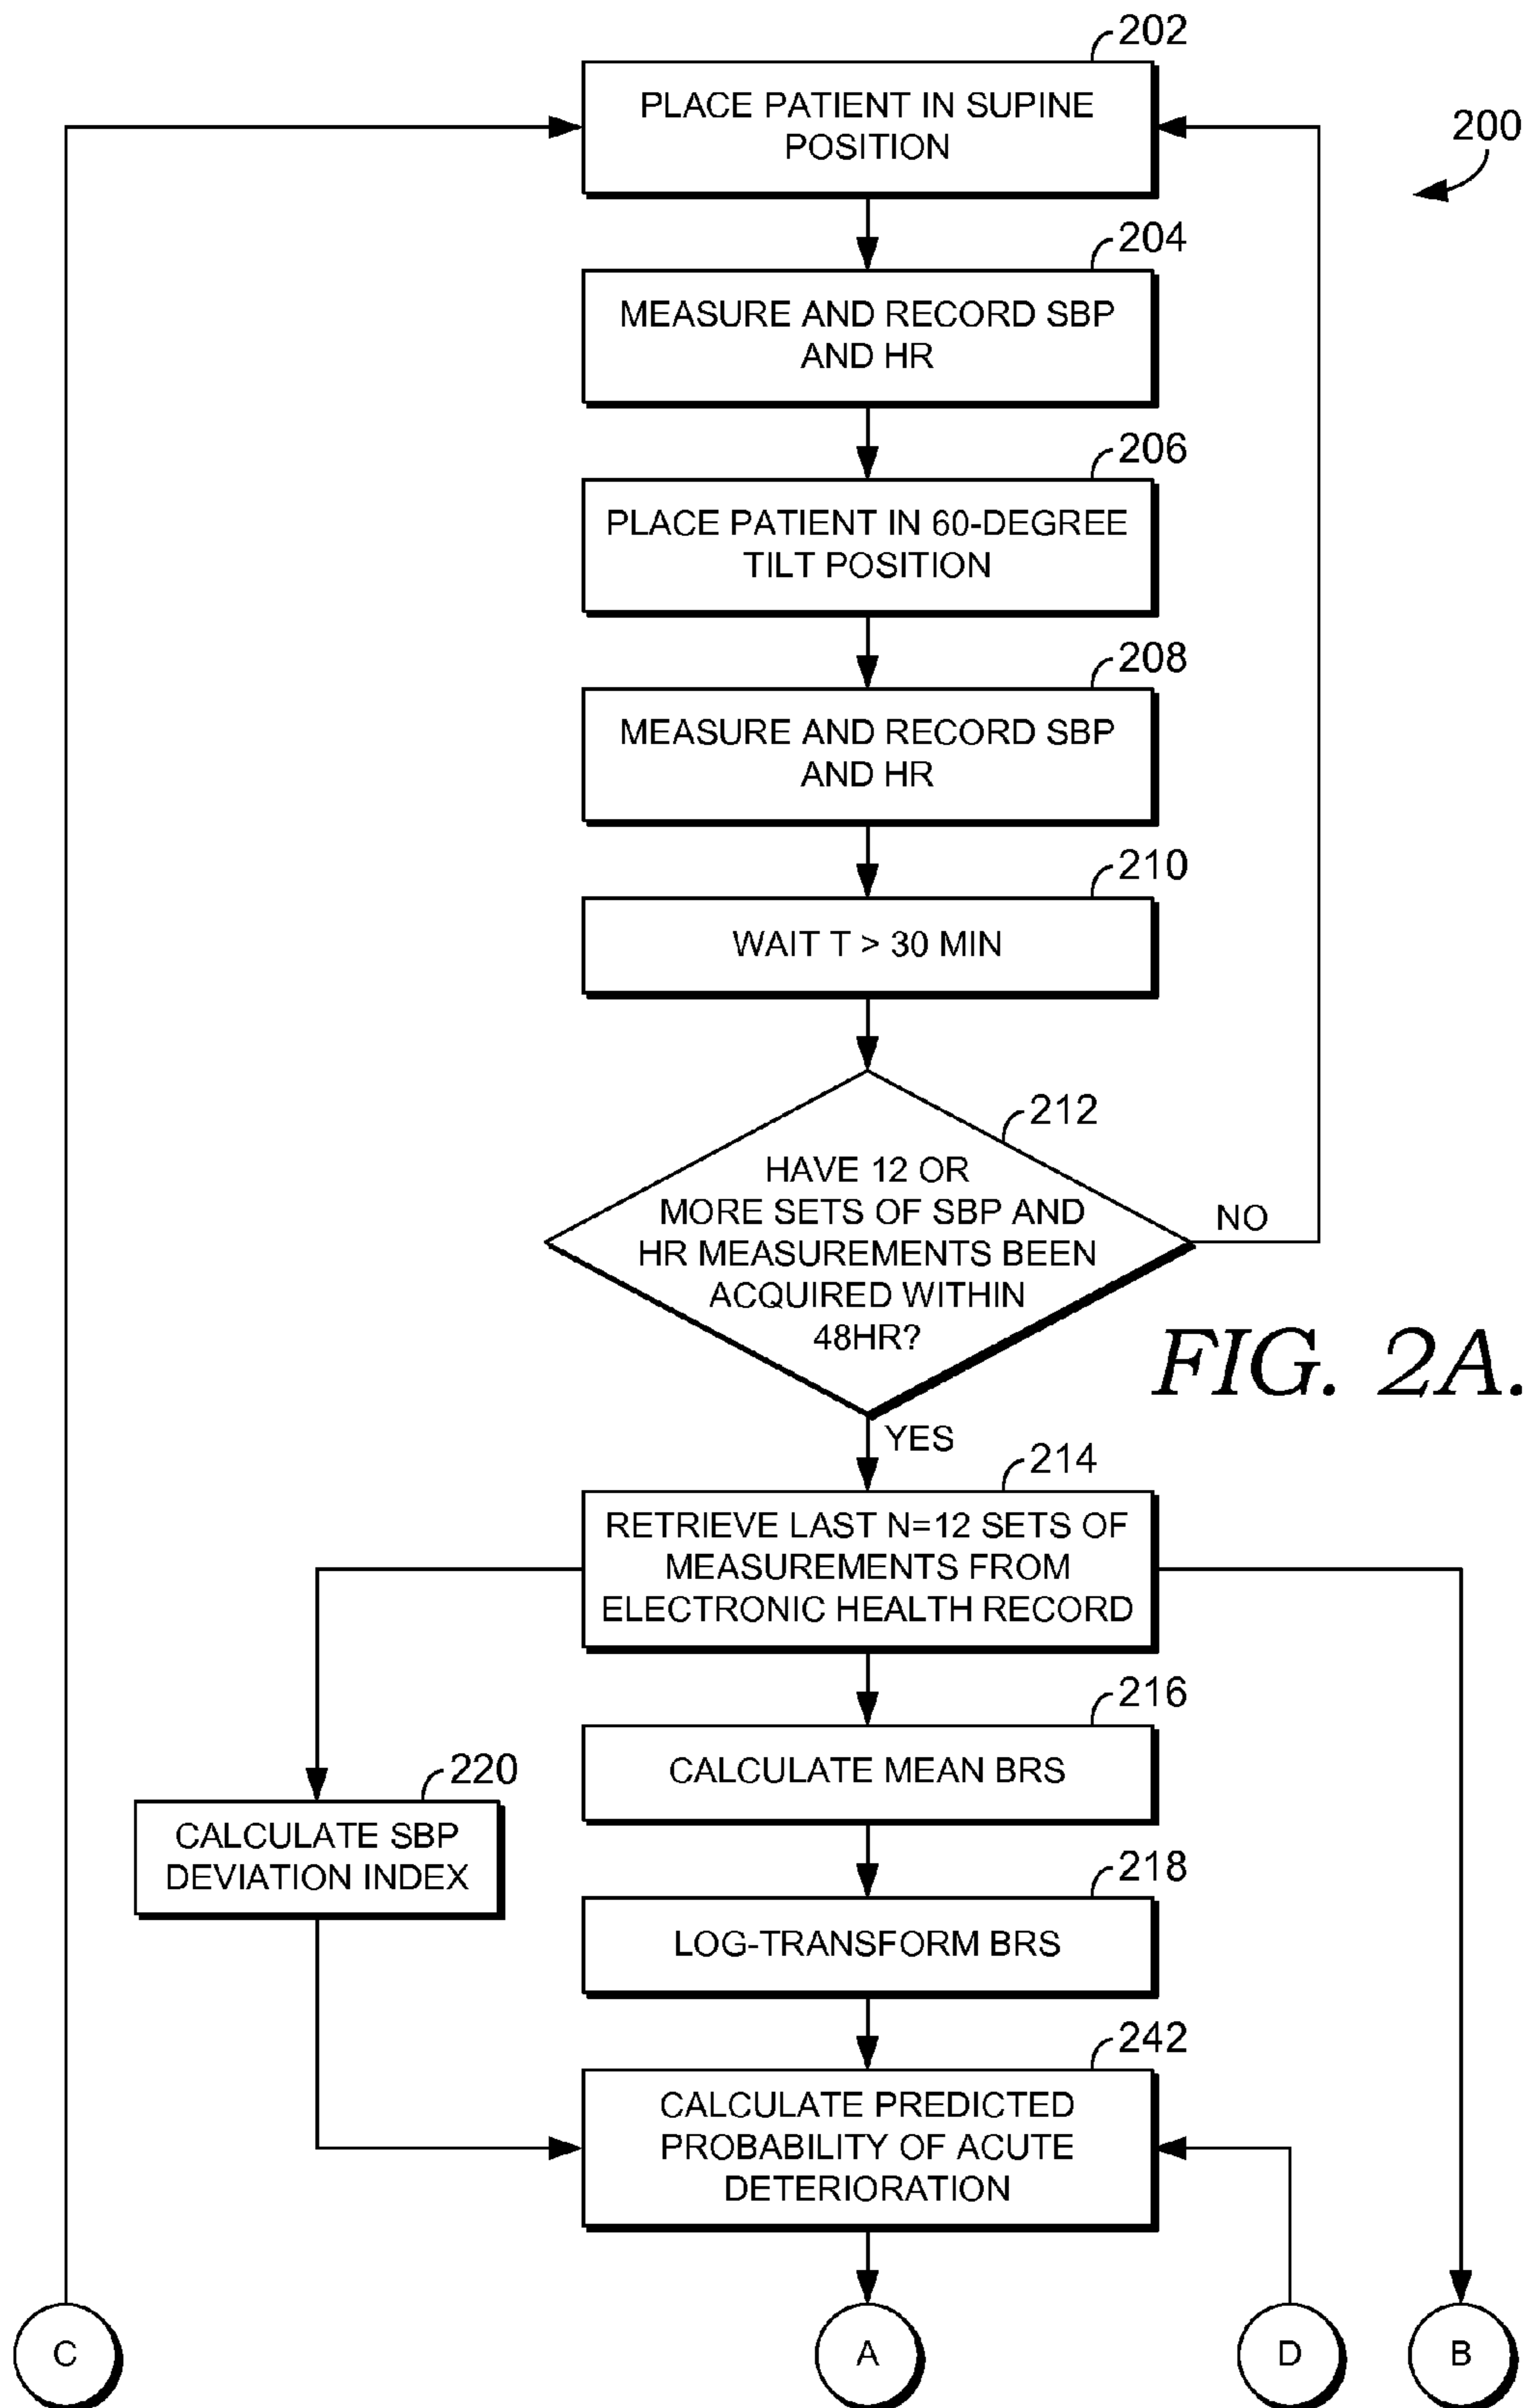 202
PLACE PATIENT IN SUPINE
POSITION
200
204
MEASURE AND RECORD SBP
AND HR
206
PLACE PATIENT IN 60-DEGREE
TILT POSITION
208
MEASURE AND RECORD SBP
AND HR
210
WAIT T > 30 MIN
212
HAVE 12 OR
MORE SETS OF SBP AND
HR MEASUREMENTS BEEN
ACQUIRED WITHIN
48HR?
NO
FIG. 2A.
YES
214
RETRIEVE LAST N=12 SETS OF
MEASUREMENTS FROM
ELECTRONIC HEALTH RECORD
216
CALCULATE MEAN BRS
220
CALCULATE SBP
DEVIATION INDEX
218
LOG-TRANSFORM BRS
242
CALCULATE PREDICTED
PROBABILITY OF ACUTE
DETERIORATION
C
A
D
B